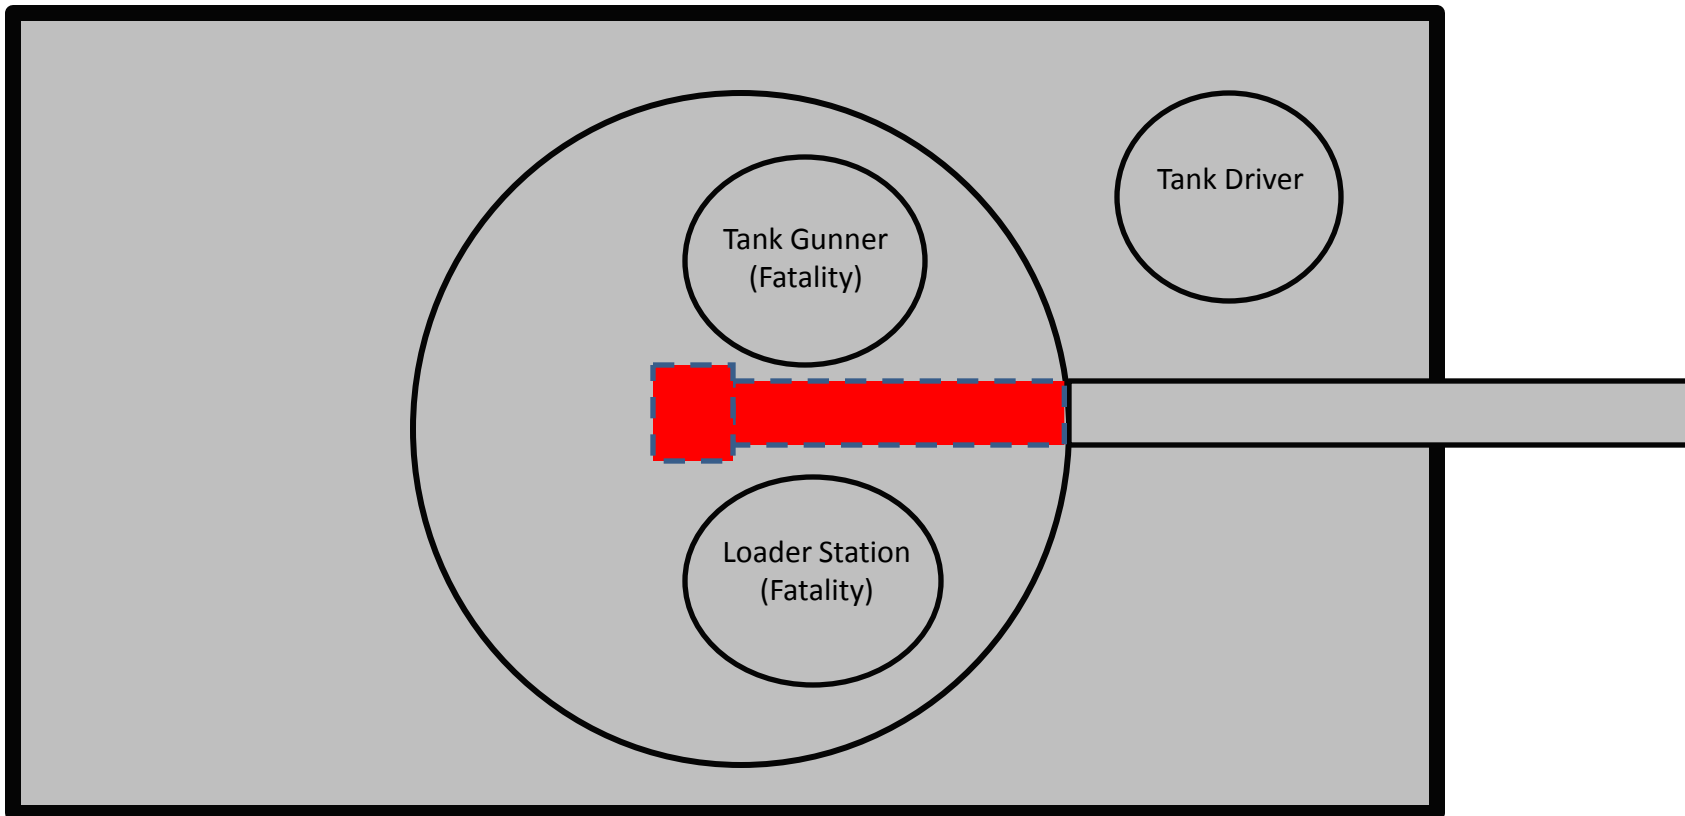 Tank Driver
Tank Gunner
(Fatality)
Loader Station
(Fatality)